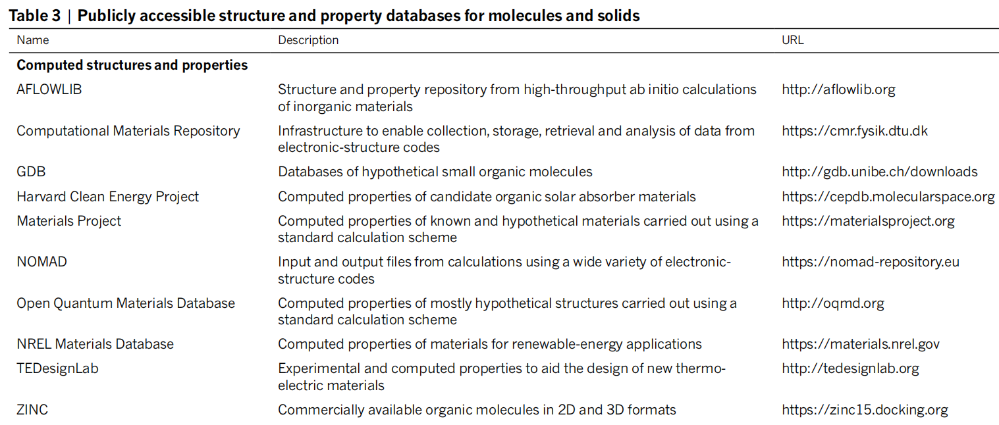 Table 3 | Publicly accessible structure and property databases for molecules and solids
Name Description URL
Computed structures and properties
AFLOWLIB Structure and property repository from high-throughput ab initio calculations http://aflowlib.org
of inorganic materials
Computational Materials Repository Infrastructure to enable collection, storage, retrieval and analysis of data from https://cmr.fysik.dtu.dk
electronic-structure codes
GDB Databases of hypothetical small organic molecules http://gdb.unibe.ch/downloads
Harvard Clean Energy Project Computed properties of candidate organic solar absorber materials https://cepdb.molecularspace.org
Materials Project Computed properties of known and hypothetical materials carried out using a https://materialsproject.org
standard calculation scheme
NOMAD Input and output files from calculations using a wide variety of electronic- https://nomad-repository.eu
structure codes
Open Quantum Materials Database Computed properties of mostly hypothetical structures carried out using a http://oqmd.org
standard calculation scheme
NREL Materials Database Computed properties of materials for renewable-energy applications https://materials.nrel.gov
TEDesignLab Experimental and computed properties to aid the design of new thermo- http://tedesignlab.org
electric materials
ZINC Commercially available organic molecules in 2D and 3D formats https://zinc15.docking.org